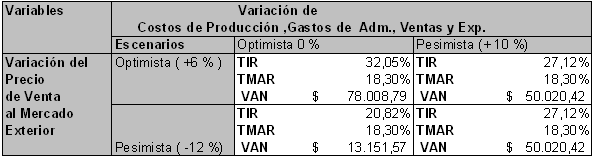 Variables Variación de
Costos de Producción ,Gastos de Adm., Ventas y Exp.
Escenarios Optimista 0 % Pesimista (+10 %)
Variación del Optimista ( +6 % ) TIR 32,05% TIR 27,12%
Precio TMAR 18,30% TMAR 18,30%
de Venta VAN $ 78.008,79 VAN $ 50.020,42
al Mercado TIR 20,82% TIR 27,12%
Exterior TMAR 18,30% TMAR 18,30%
Pesimista ( -12 %) VAN $ 13.151,57 VAN $ 50.020,42